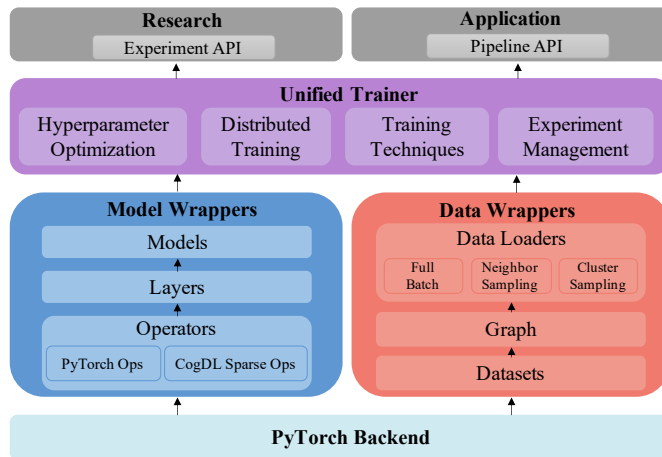 Research
Experiment API
Application
Pipeline API
Unified Trainer
Hyperparameter
Optimization
Distributed
Training
Training
Techniques
Experiment
Management
Model Wrappers
Models
Layers
Operators
PyTorch Ops
CogDL Sparse Ops
Data Wrappers
Data Loaders
Full
Batch
Neighbor
Sampling
Cluster
Sampling
Graph
Datasets
PyTorch Backend